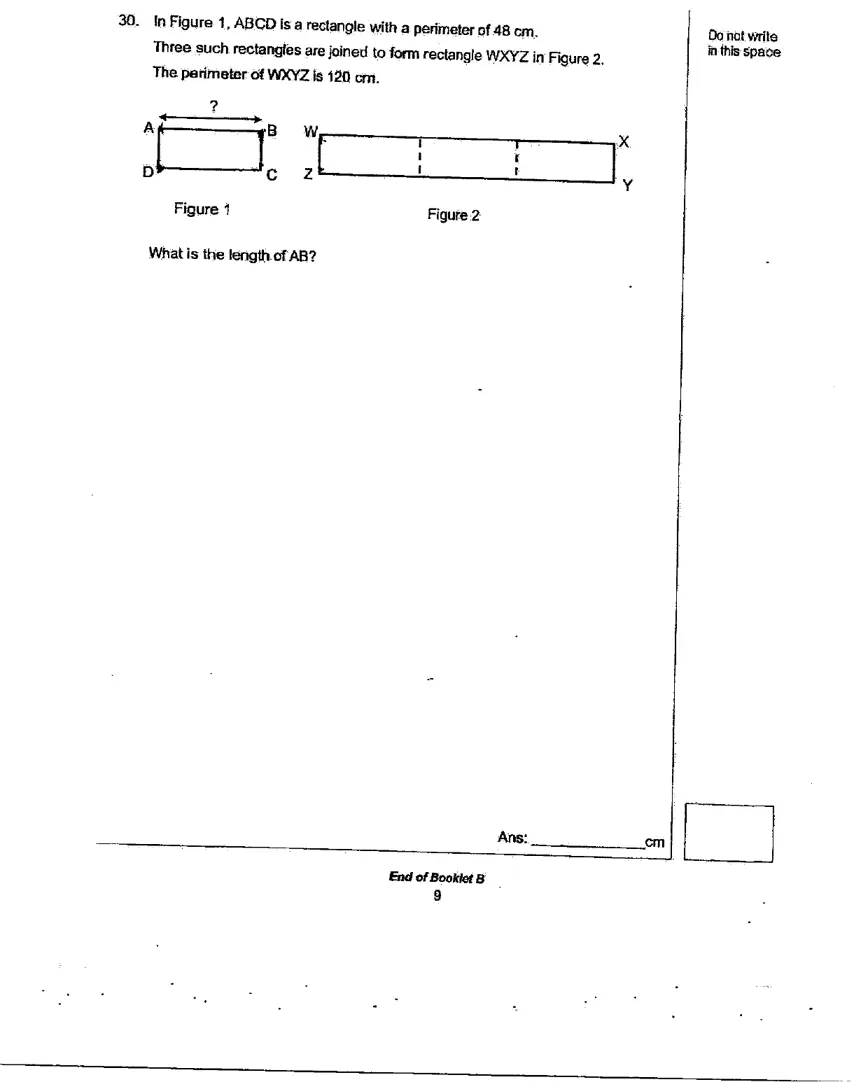 30. In Figure 1, ABCD is a rectangle with a perimeter of 48 cm.
Three such rectangles are joined to form rectangle WXYZ in Figure 2.
The perimeter of WXYZ is 120 cm.
Do not write
in this space
?
A B W X
D C Z Y
Figure 1 Figure 2
What is the length of AB?
Ans: ____________cm
End of Booklet B
9